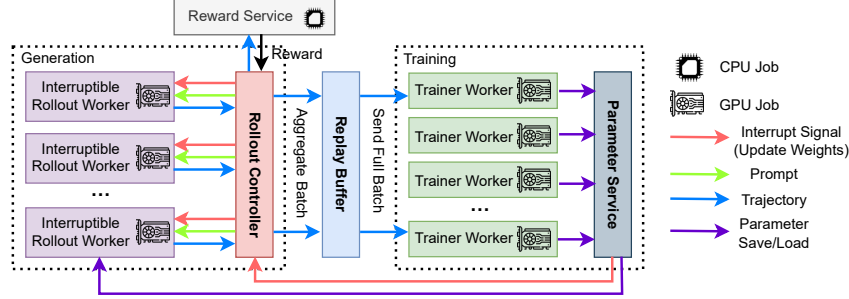 Reward Service
Reward
Generation
Interruptible
Rollout Worker
Interruptible
Rollout Worker
...
Interruptible
Rollout Worker
Rollout Controller
Aggregate Batch
Replay Buffer
Send Full Batch
Training
Trainer Worker
Trainer Worker
Trainer Worker
...
Trainer Worker
Parameter Service
CPU Job
GPU Job
Interrupt Signal
(Update Weights)
Prompt
Trajectory
Parameter
Save/Load